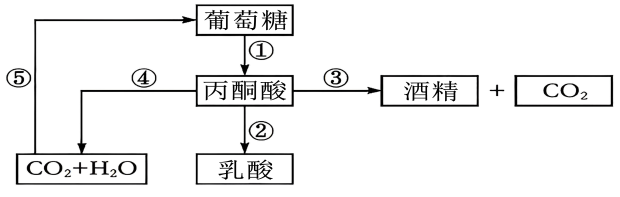 葡萄糖
①
⑤ ④ 丙酮酸 ③ 酒精 + CO₂
②
CO₂+H₂O 乳酸